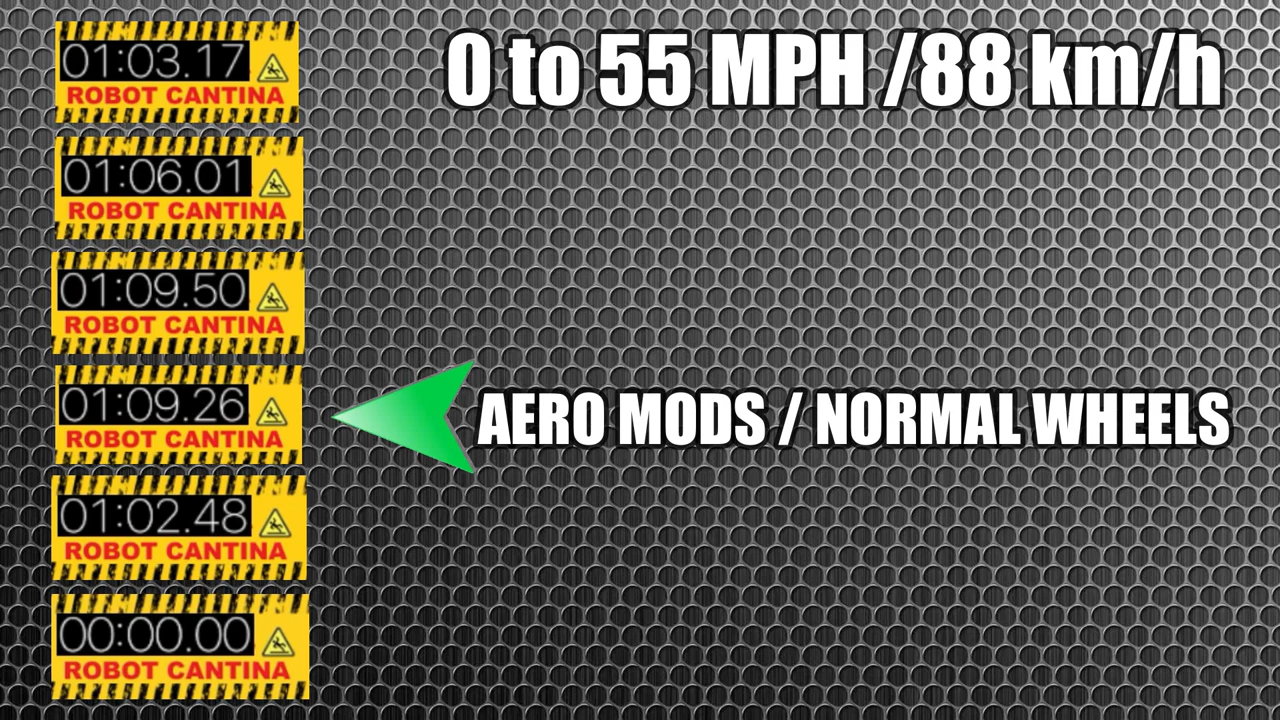 0 to 55 MPH /88 km/h
01:03.17
ROBOT CANTINA
01:06.01
ROBOT CANTINA
01:09.50
ROBOT CANTINA
01:09.26
ROBOT CANTINA
AERO MODS / NORMAL WHEELS
01:02.48
ROBOT CANTINA
00:00.00
ROBOT CANTINA